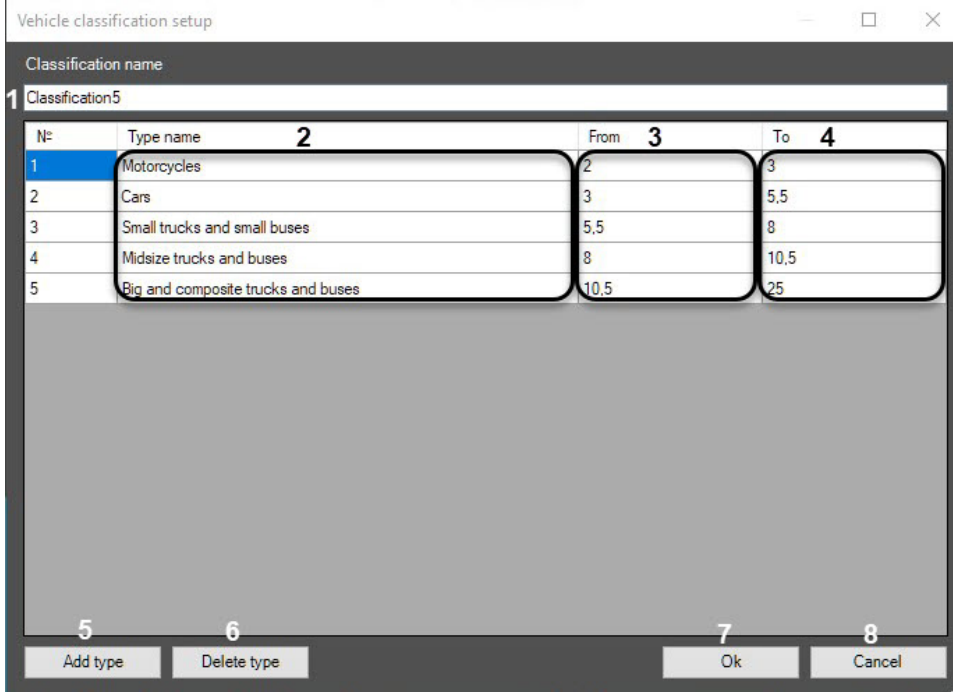 Vehicle classification setup
Classification name
1 Classification5
№ Type name 2 From 3 To 4
1 Motorcycles 2 3
2 Cars 3 5,5
3 Small trucks and small buses 5,5 8
4 Midsize trucks and buses 8 10,5
5 Big and composite trucks and buses 10,5 25
5 6 7 8
Add type Delete type Ok Cancel